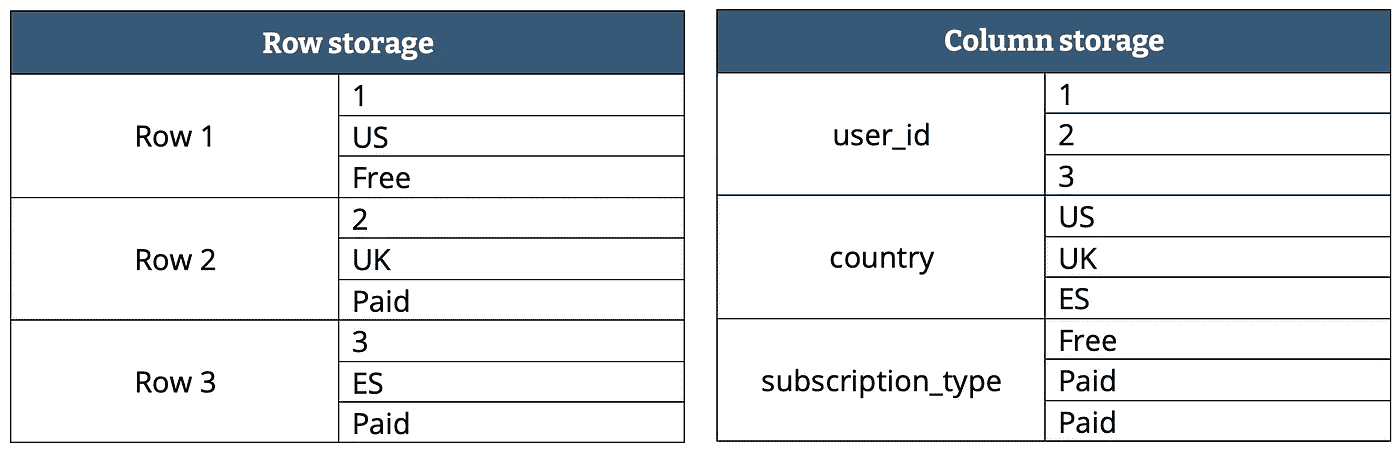 Row storage
Row 1
1
US
Free
Row 2
2
UK
Paid
Row 3
3
ES
Paid
Column storage
user_id
1
2
3
country
US
UK
ES
subscription_type
Free
Paid
Paid